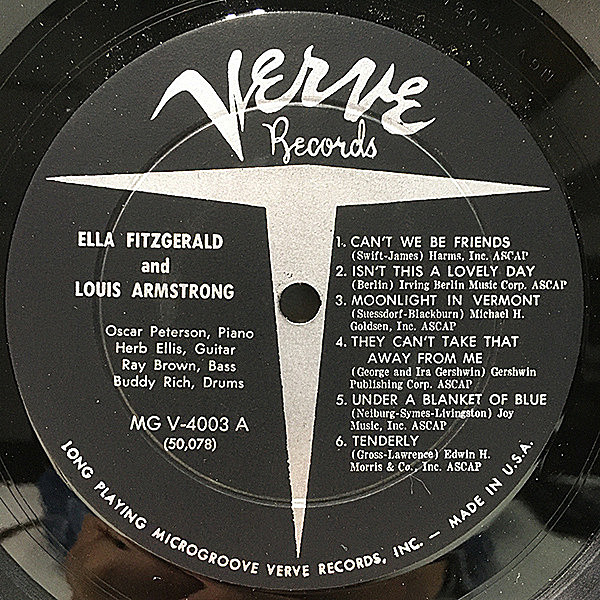 Verve
Records
ELLA FITZGERALD
and
LOUIS ARMSTRONG
Oscar Peterson, Piano
Herb Ellis, Guitar
Ray Brown, Bass
Buddy Rich, Drums
MG V-4003 A
(50,078)
1. CAN'T WE BE FRIENDS
(Swift-James) Harms, Inc. ASCAP
2. ISN'T THIS A LOVELY DAY
(Berlin) Irving Berlin Music Corp. ASCAP
3. MOONLIGHT IN VERMONT
(Suessdorf-Blackburn) Michael H.
Goldsen, Inc. ASCAP
4. THEY CAN'T TAKE THAT
AWAY FROM ME
(George and Ira Gershwin) Gershwin
Publishing Corp. ASCAP
5. UNDER A BLANKET OF BLUE
(Neiburg-Symes-Livingston) Joy
Music, Inc. ASCAP
6. TENDERLY
(Gross-Lawrence) Edwin H.
Morris & Co., Inc. ASCAP
LONG PLAYING MICROGROOVE VERVE RECORDS, INC. — MADE IN U.S.A.